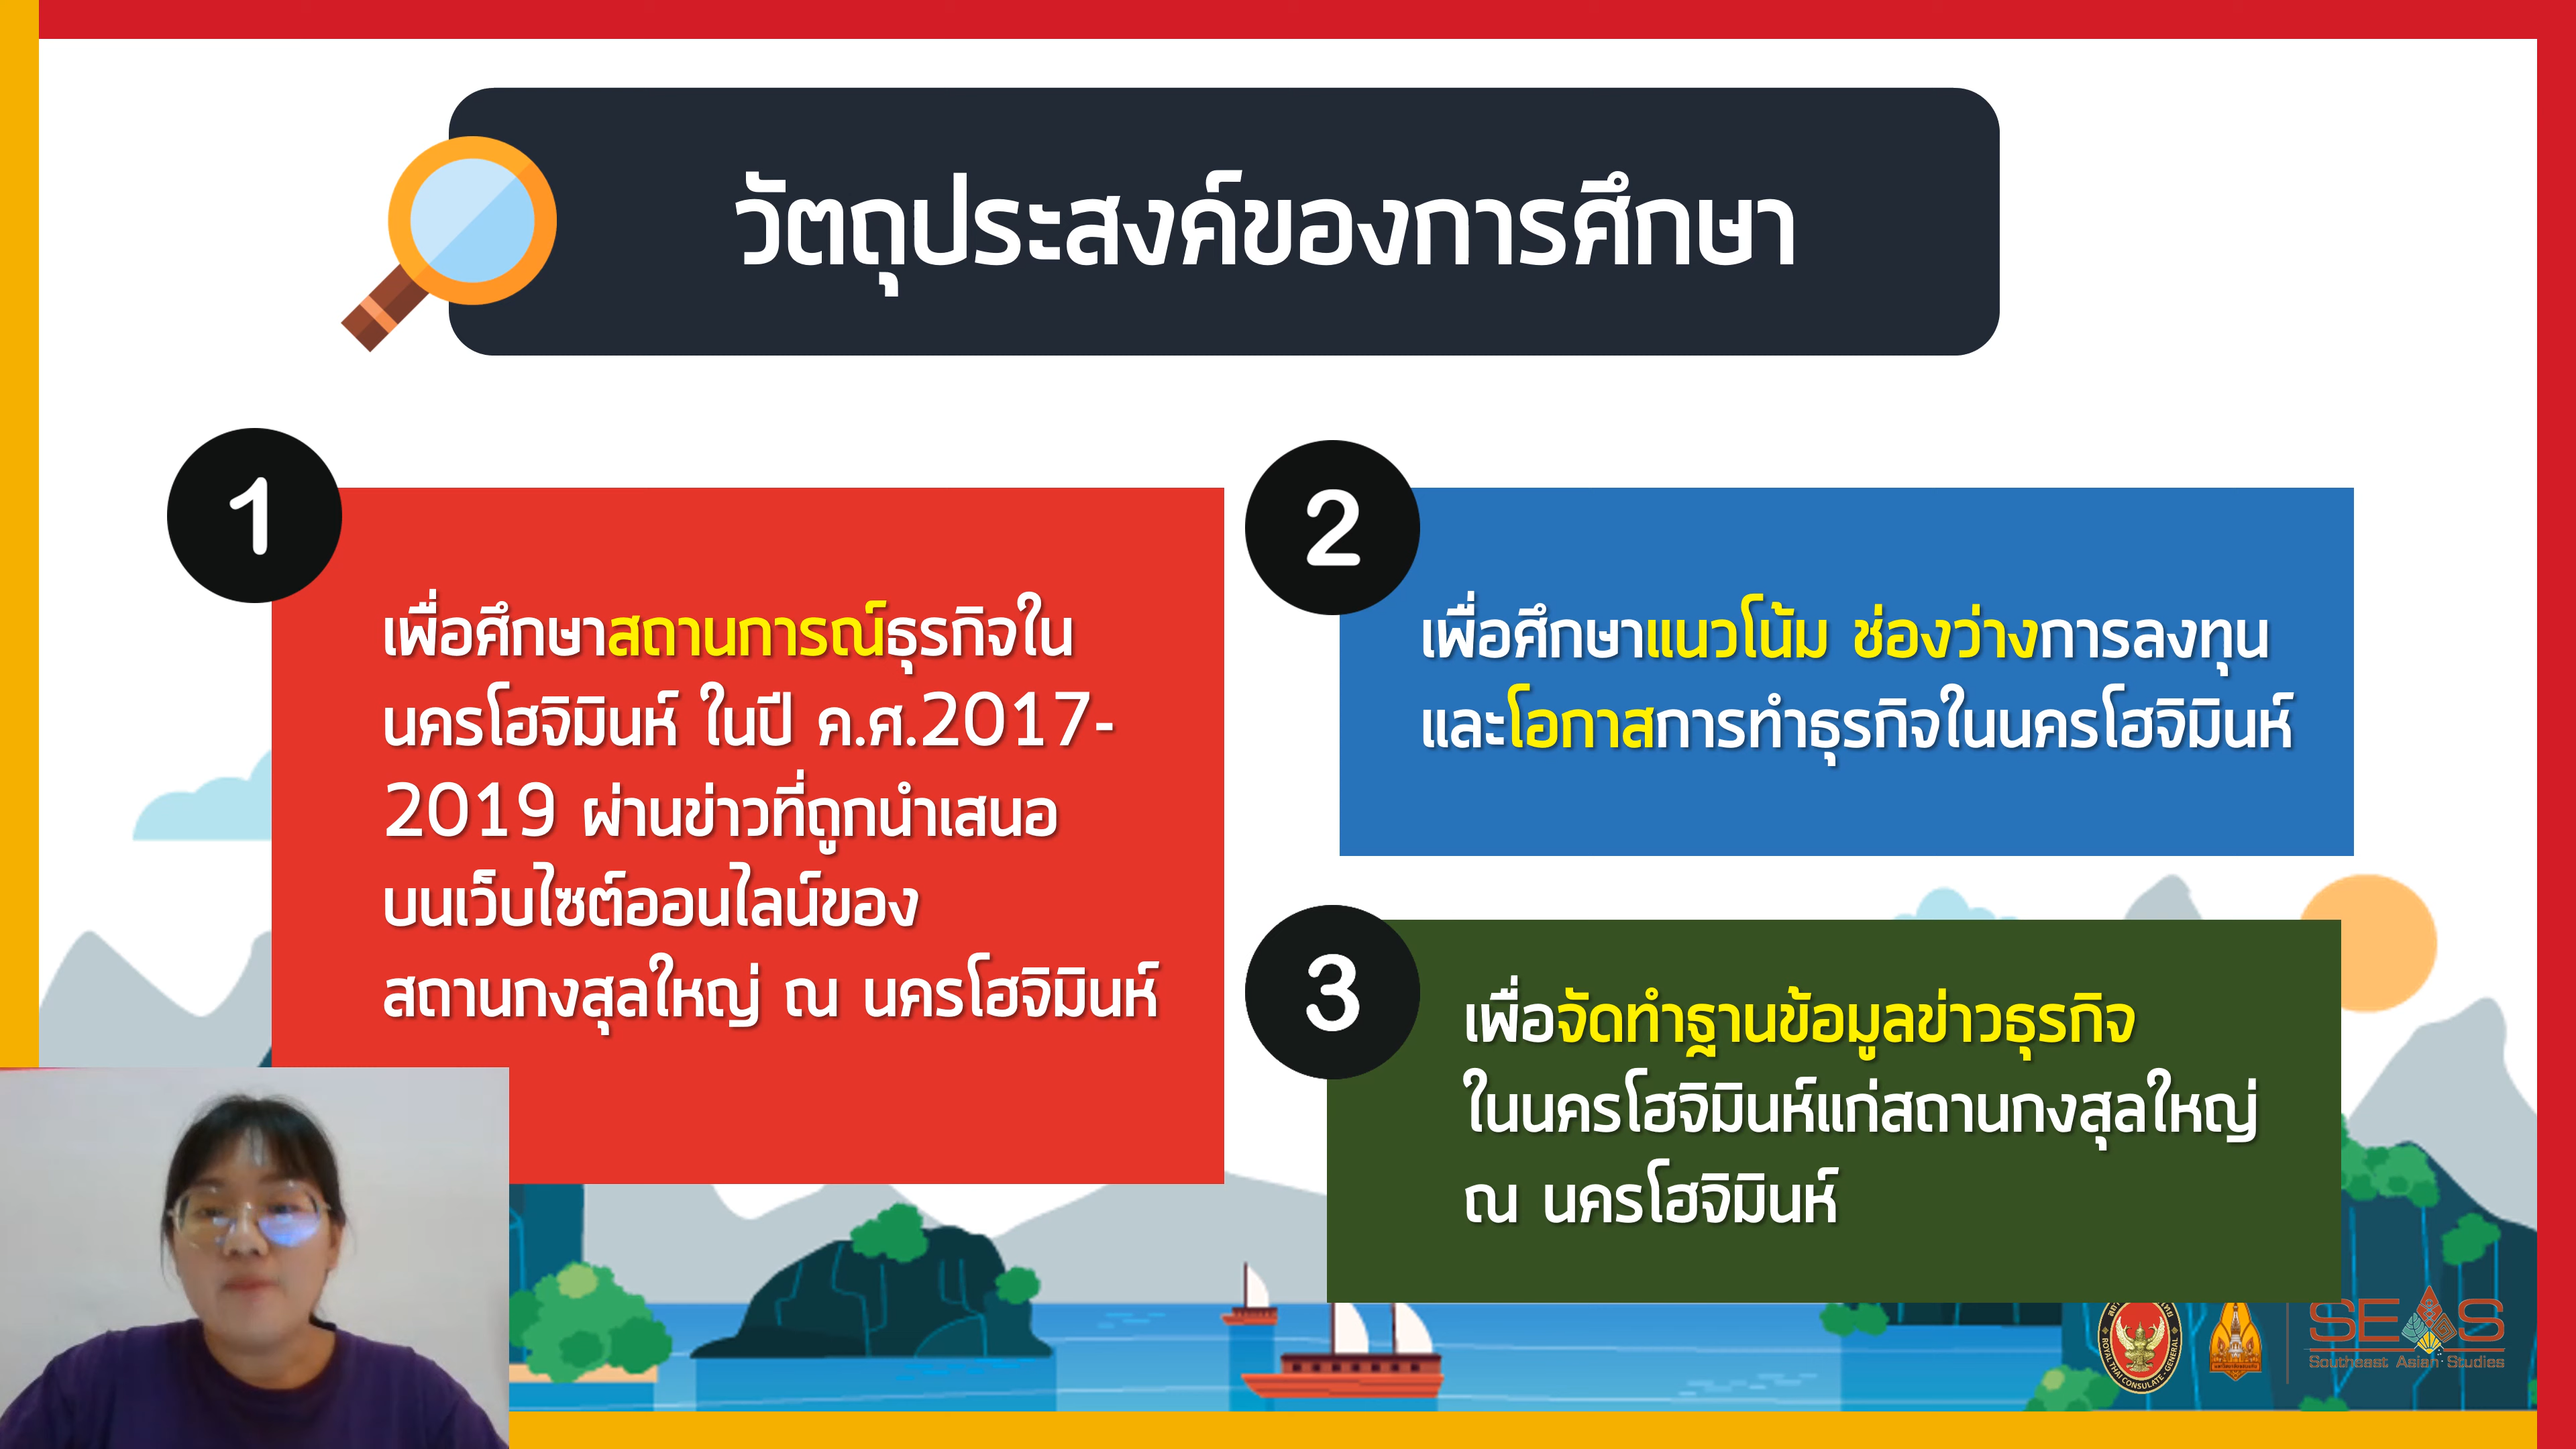 วัตถุประสงค์ของการศึกษา
1
เพื่อศึกษาสถานการณ์ธุรกิจใน
นครโฮจิมินห์ ในปี ค.ศ.2017-
2019 ผ่านข่าวที่ถูกนำเสนอ
บนเว็บไซต์ออนไลน์ของ
สถานกงสุลใหญ่ ณ นครโฮจิมินห์
2
เพื่อศึกษาแนวโน้ม ช่องว่างการลงทุน
และโอกาสการทำธุรกิจในนครโฮจิมินห์
3
เพื่อจัดทำฐานข้อมูลข่าวธุรกิจ
ในนครโฮจิมินห์แก่สถานกงสุลใหญ่
ณ นครโฮจิมินห์
ROYAL THAI CONSULATE-GENERAL
SEAS
Southeast Asian Studies